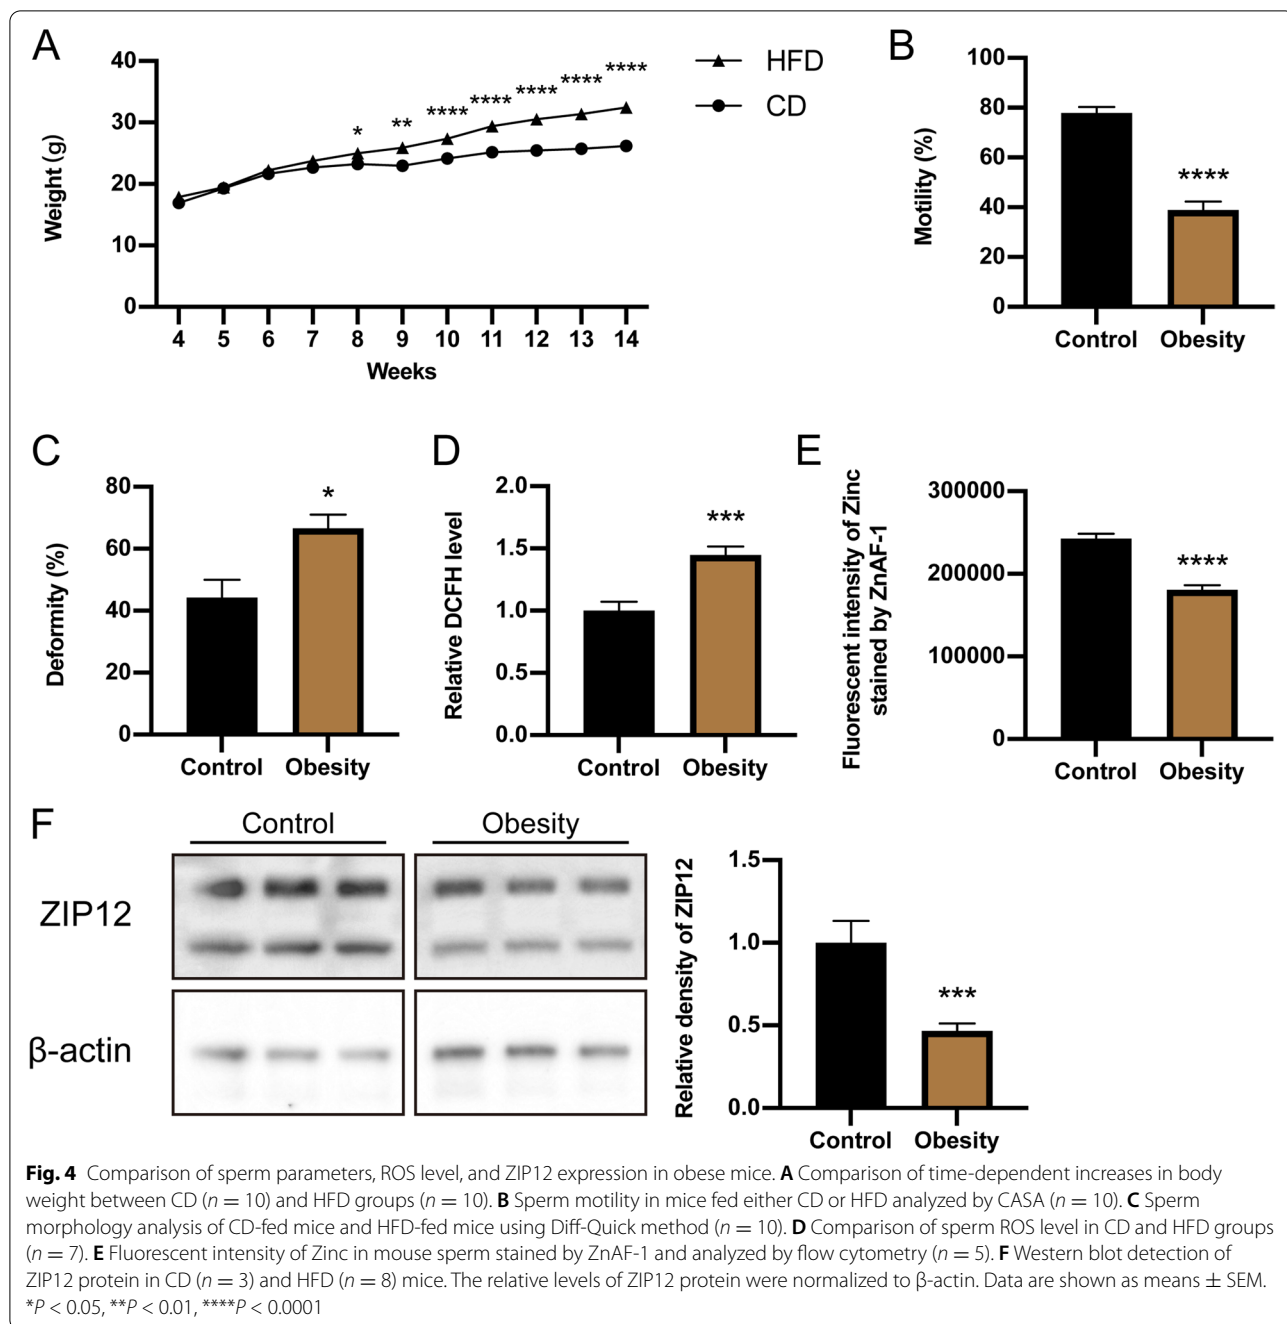 A
40
30
20
10
0
Weight (g)
* ** **** **** **** **** ****
4 5 6 7 8 9 10 11 12 13 14
Weeks
HFD
CD
B
100
80
60
40
20
0
Motility (%)
****
Control Obesity
C
80
60
40
20
0
Deformity (%)
*
Control Obesity
D
2.0
1.5
1.0
0.5
0.0
Relative DCFH level
***
Control Obesity
E
300000
200000
100000
0
Fluorescent intensity of Zinc
stained by ZnAF-1
****
Control Obesity
F
Control Obesity
ZIP12
β-actin
1.5
1.0
0.5
0.0
Relative density of ZIP12
***
Control Obesity
Fig. 4 Comparison of sperm parameters, ROS level, and ZIP12 expression in obese mice. A Comparison of time-dependent increases in body
weight between CD (n = 10) and HFD groups (n = 10). B Sperm motility in mice fed either CD or HFD analyzed by CASA (n = 10). C Sperm
morphology analysis of CD-fed mice and HFD-fed mice using Diff-Quick method (n = 10). D Comparison of sperm ROS level in CD and HFD groups
(n = 7). E Fluorescent intensity of Zinc in mouse sperm stained by ZnAF-1 and analyzed by flow cytometry (n = 5). F Western blot detection of
ZIP12 protein in CD (n = 3) and HFD (n = 8) mice. The relative levels of ZIP12 protein were normalized to β-actin. Data are shown as means ± SEM.
*P < 0.05, **P < 0.01, ****P < 0.0001